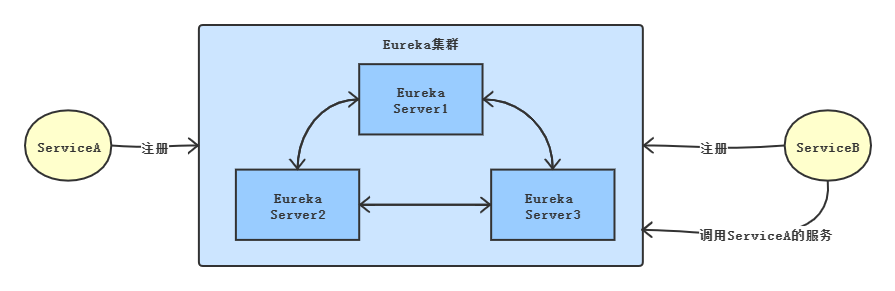 Eureka集群
Eureka
Server1
ServiceA
注册
注册
ServiceB
Eureka
Server2
Eureka
Server3
调用ServiceA的服务